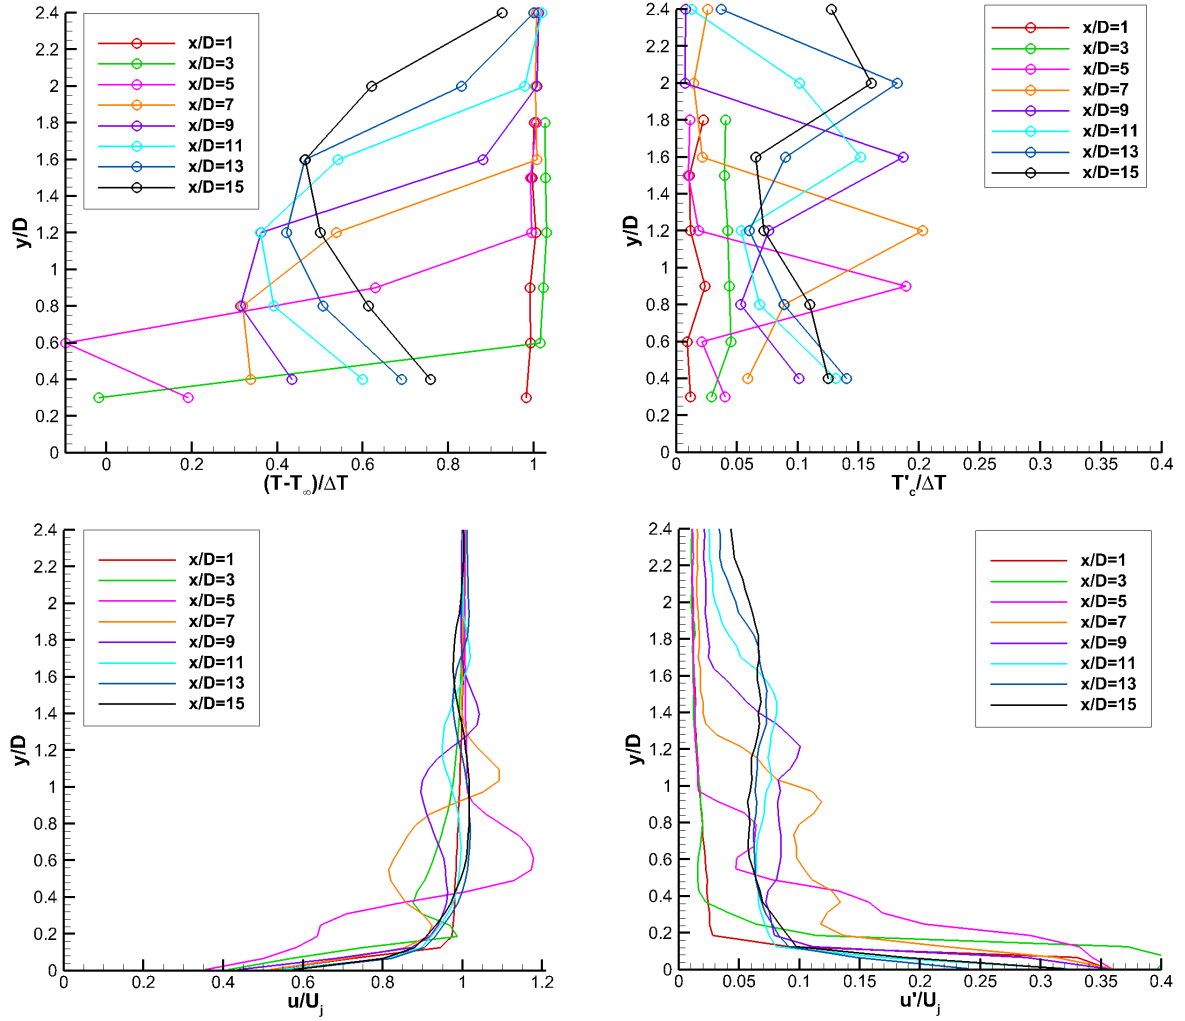 2.4
2.2
2
1.8
1.6
1.4
1.2
1
0.8
0.6
0.4
0.2
0
y/D
x/D=1
x/D=3
x/D=5
x/D=7
x/D=9
x/D=11
x/D=13
x/D=15
0
0.2
0.4
0.6
0.8
1
(T-T∞)/ΔT
2.4
2.2
2
1.8
1.6
1.4
1.2
1
0.8
0.6
0.4
0.2
0
y/D
x/D=1
x/D=3
x/D=5
x/D=7
x/D=9
x/D=11
x/D=13
x/D=15
0
0.05
0.1
0.15
0.2
0.25
0.3
0.35
0.4
T'c/ΔT
2.4
2.2
2
1.8
1.6
1.4
1.2
1
0.8
0.6
0.4
0.2
0
y/D
x/D=1
x/D=3
x/D=5
x/D=7
x/D=9
x/D=11
x/D=13
x/D=15
0
0.2
0.4
0.6
0.8
1
1.2
u/Uj
2.4
2.2
2
1.8
1.6
1.4
1.2
1
0.8
0.6
0.4
0.2
0
y/D
x/D=1
x/D=3
x/D=5
x/D=7
x/D=9
x/D=11
x/D=13
x/D=15
0
0.05
0.1
0.15
0.2
0.25
0.3
0.35
0.4
u'/Uj